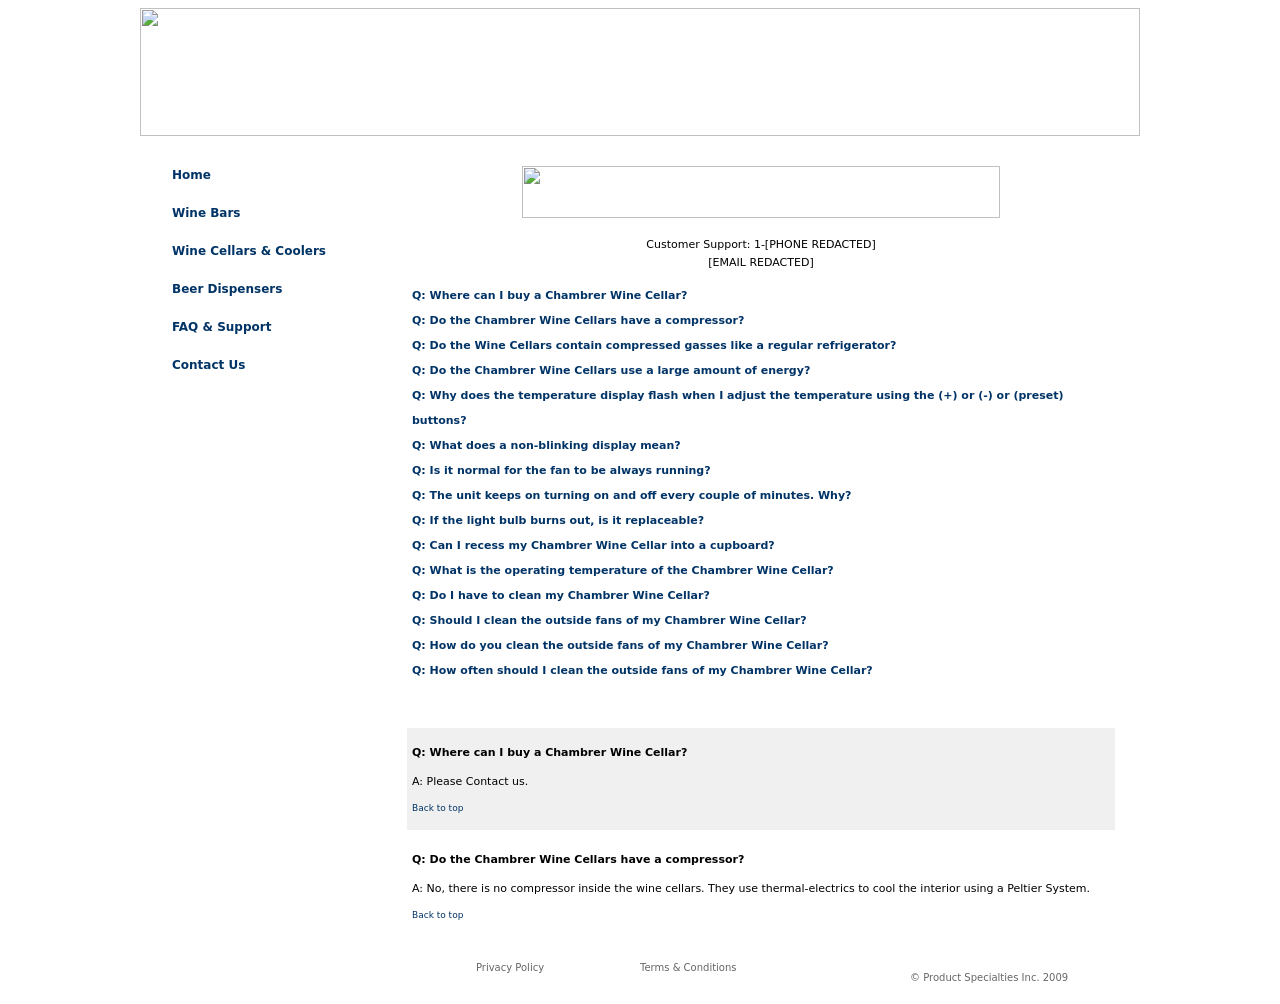 Home
Wine Bars
Wine Cellars & Coolers
Beer Dispensers
FAQ & Support
Contact Us
Customer Support: 1-[PHONE REDACTED]
[EMAIL REDACTED]
Q: Where can I buy a Chambrer Wine Cellar?
Q: Do the Chambrer Wine Cellars have a compressor?
Q: Do the Wine Cellars contain compressed gasses like a regular refrigerator?
Q: Do the Chambrer Wine Cellars use a large amount of energy?
Q: Why does the temperature display flash when I adjust the temperature using the (+) or (-) or (preset)
buttons?
Q: What does a non-blinking display mean?
Q: Is it normal for the fan to be always running?
Q: The unit keeps on turning on and off every couple of minutes. Why?
Q: If the light bulb burns out, is it replaceable?
Q: Can I recess my Chambrer Wine Cellar into a cupboard?
Q: What is the operating temperature of the Chambrer Wine Cellar?
Q: Do I have to clean my Chambrer Wine Cellar?
Q: Should I clean the outside fans of my Chambrer Wine Cellar?
Q: How do you clean the outside fans of my Chambrer Wine Cellar?
Q: How often should I clean the outside fans of my Chambrer Wine Cellar?
Q: Where can I buy a Chambrer Wine Cellar?
A: Please Contact us.
Back to top
Q: Do the Chambrer Wine Cellars have a compressor?
A: No, there is no compressor inside the wine cellars. They use thermal-electrics to cool the interior using a Peltier System.
Back to top
Privacy Policy
Terms & Conditions
© Product Specialties Inc. 2009